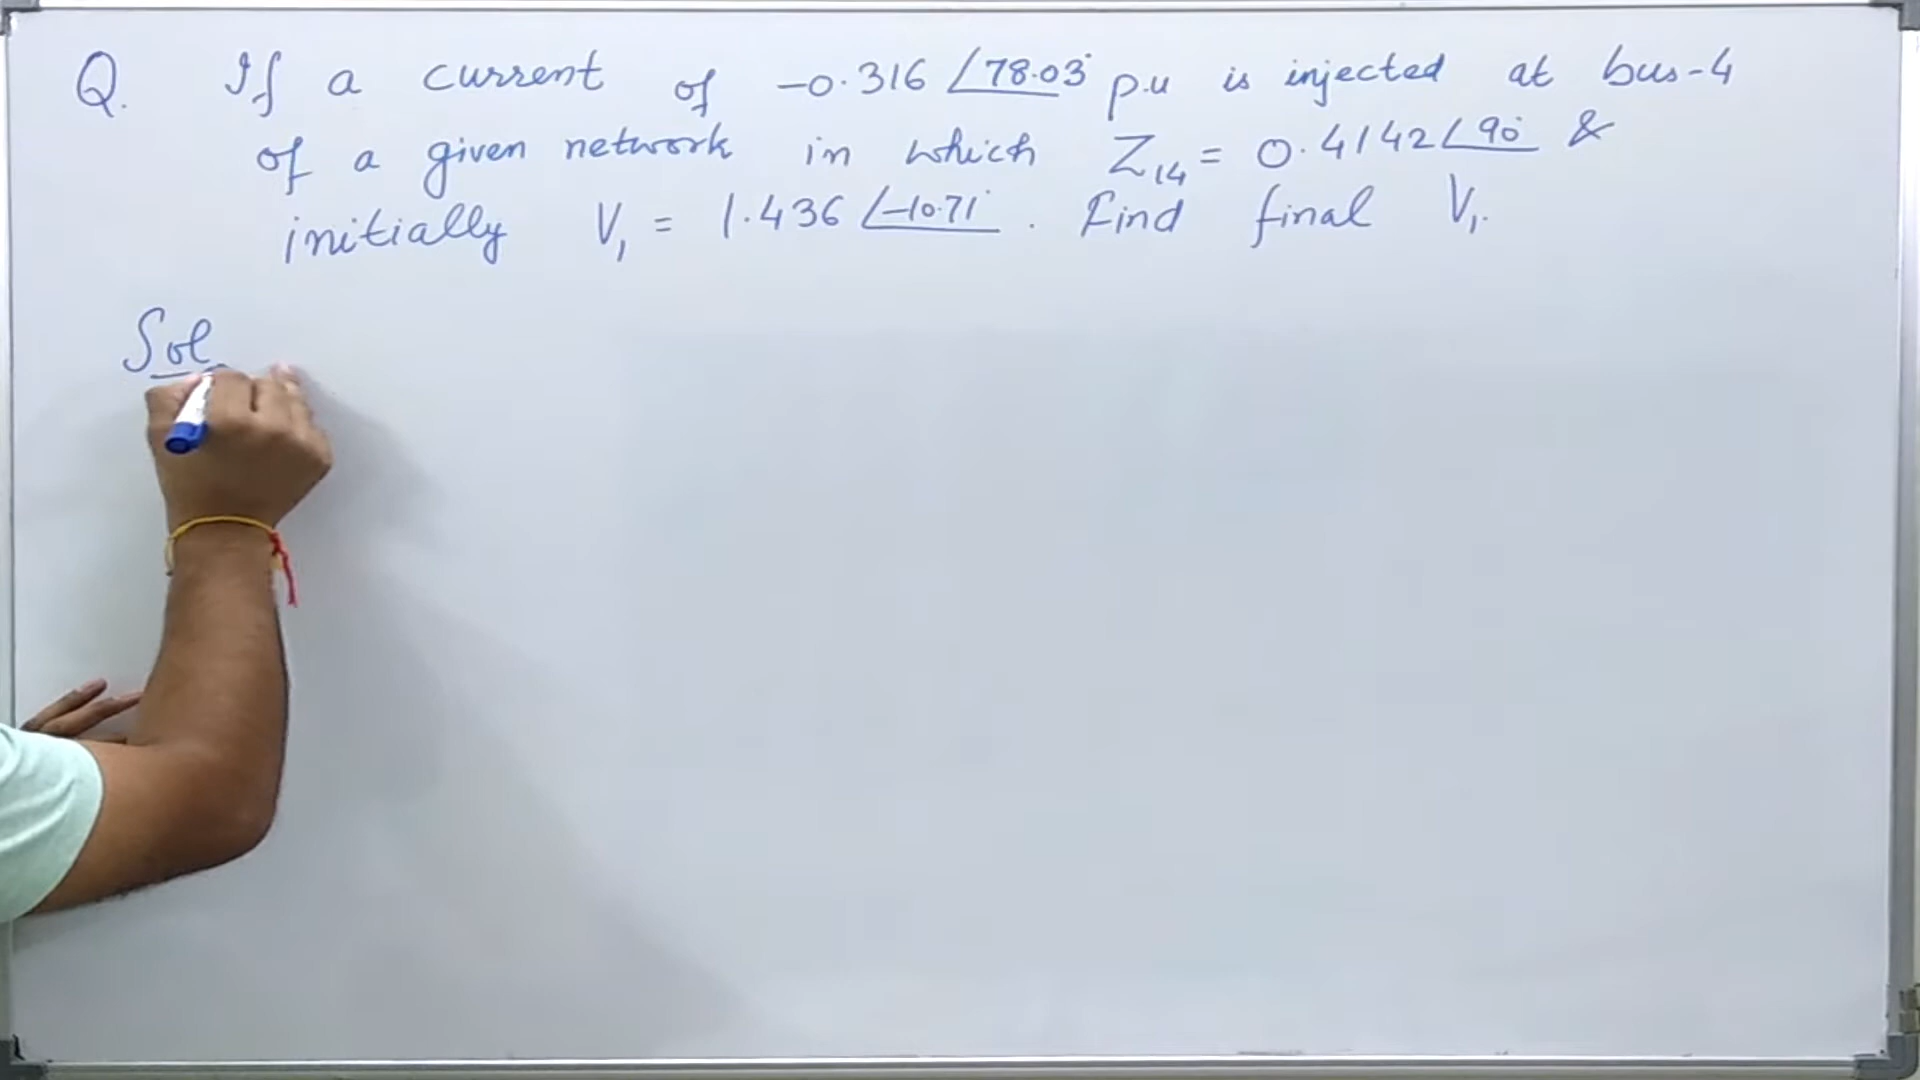 Q. If a current of -0.316 ∠78.03° p.u is injected at bus-4
of a given network in which Z₁₄ = 0.4142∠90° &
initially V₁ = 1.436 ∠-10.71° . Find final V₁.
Sol